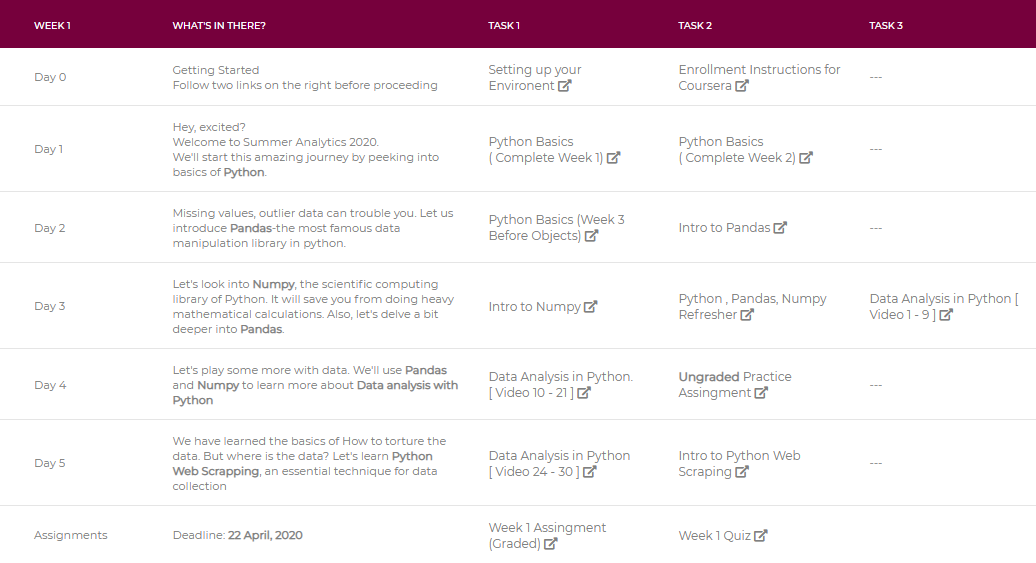 WEEK 1 WHAT'S IN THERE? TASK 1 TASK 2 TASK 3
Day 0
Getting Started
Follow two links on the right before proceeding
Setting up your
Environent
Enrollment Instructions for
Coursera
---
Day 1
Hey, excited?
Welcome to Summer Analytics 2020.
We'll start this amazing journey by peeking into
basics of Python.
Python Basics
( Complete Week 1)
Python Basics
( Complete Week 2)
---
Day 2
Missing values, outlier data can trouble you. Let us
introduce Pandas-the most famous data
manipulation library in python.
Python Basics (Week 3
Before Objects)
Intro to Pandas
---
Day 3
Let's look into Numpy, the scientific computing
library of Python. It will save you from doing heavy
mathematical calculations. Also, let's delve a bit
deeper into Pandas.
Intro to Numpy
Python , Pandas, Numpy
Refresher
Data Analysis in Python [
Video 1 - 9 ]
Day 4
Let's play some more with data. We'll use Pandas
and Numpy to learn more about Data analysis with
Python
Data Analysis in Python.
[ Video 10 - 21 ]
Ungraded Practice
Assingment
---
Day 5
We have learned the basics of How to torture the
data. But where is the data? Let's learn Python
Web Scrapping, an essential technique for data
collection
Data Analysis in Python
[ Video 24 - 30 ]
Intro to Python Web
Scraping
---
Assignments
Deadline: 22 April, 2020
Week 1 Assingment
(Graded)
Week 1 Quiz